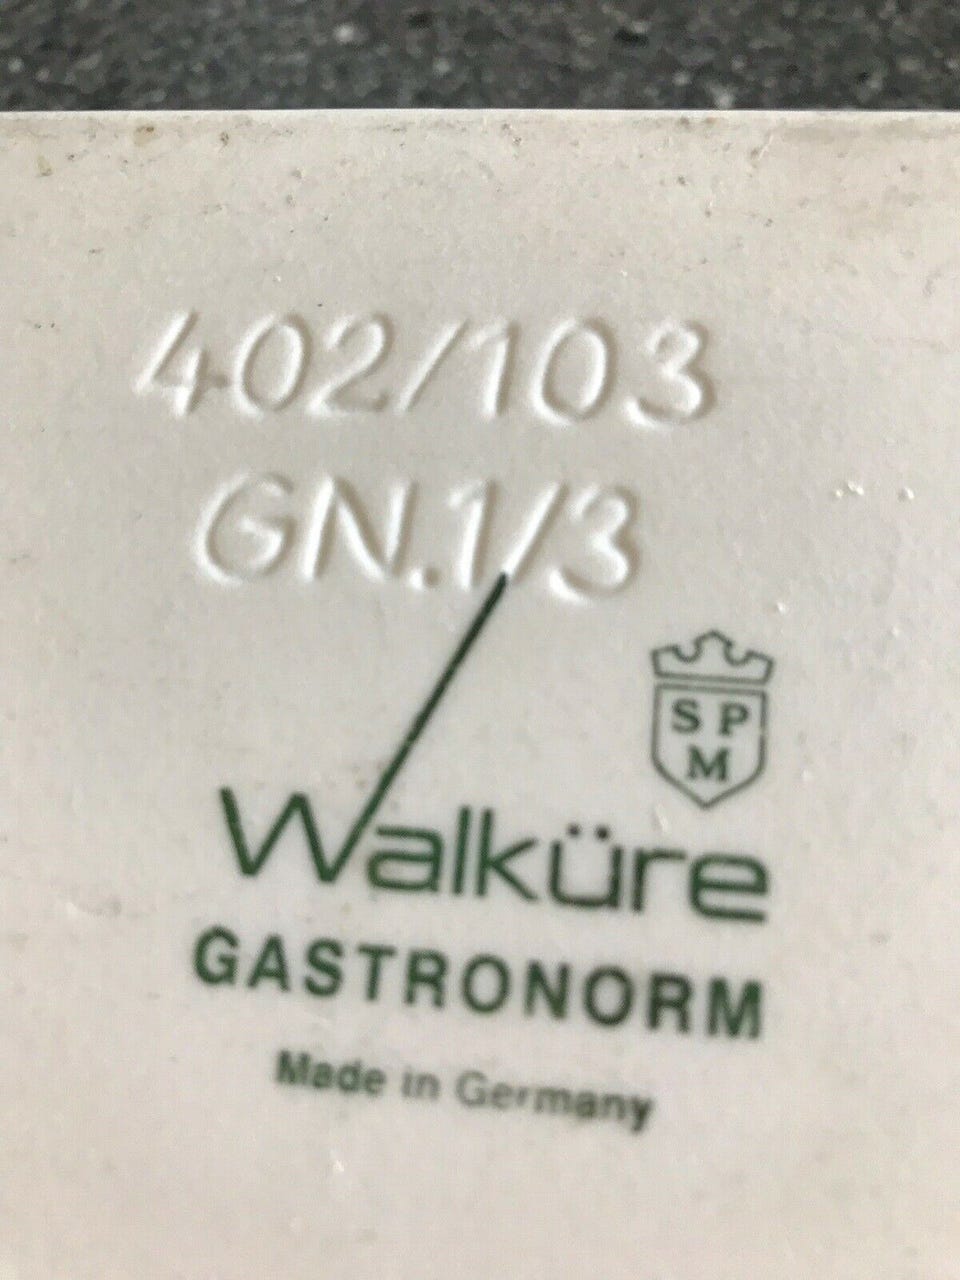 402/103
GN.1/3
S P
M
Walküre
GASTRONORM
Made in Germany